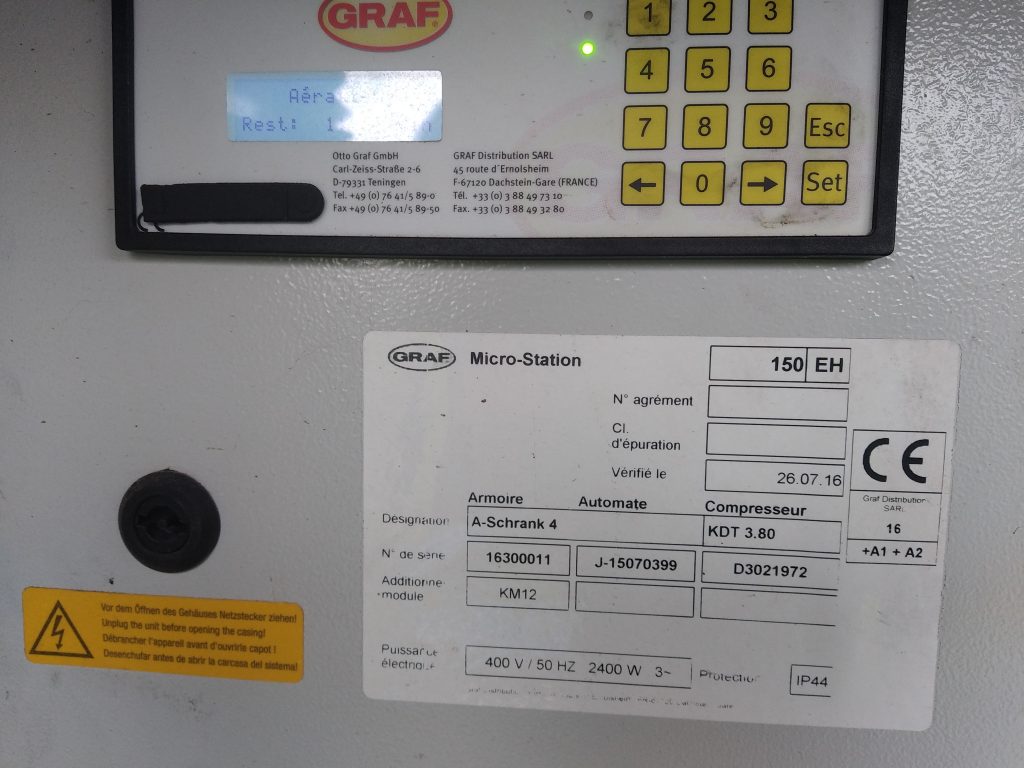 GRAF
1 2 3
4 5 6
7 8 9 Esc
← 0 → Set
Rest:
Otto Graf GmbH
Carl-Zeiss-Straße 2-6
D-79331 Teningen
Tel. +49 (0) 76 41/5 89-0
Fax +49 (0) 76 41/5 89-50
GRAF Distribution SARL
45 route d´Ernolsheim
F-67120 Dachstein-Gare (FRANCE)
Tél. +33 (0) 3 88 49 73 10
Fax. +33 (0) 3 88 49 32 80
GRAF Micro-Station 150 EH
N° agrément
Cl.
d'épuration
Vérifié le 26.07.16
CE
Graf Distribution
SARL
16
+A1 + A2
Armoire Automate Compresseur
Désignation A-Schrank 4 KDT 3.80
N° de série 16300011 J-15070399 D3021972
Additionne-
-module KM12
Puissance
électrique 400 V / 50 HZ 2400 W 3~ Protection IP44
Vor dem Öffnen des Gehäuses Netzstecker ziehen!
Unplug the unit before opening the casing!
Débrancher l'appareil avant d'ouvrirle capot !
Desenchufar antes de abrir la carcasa del sistema!